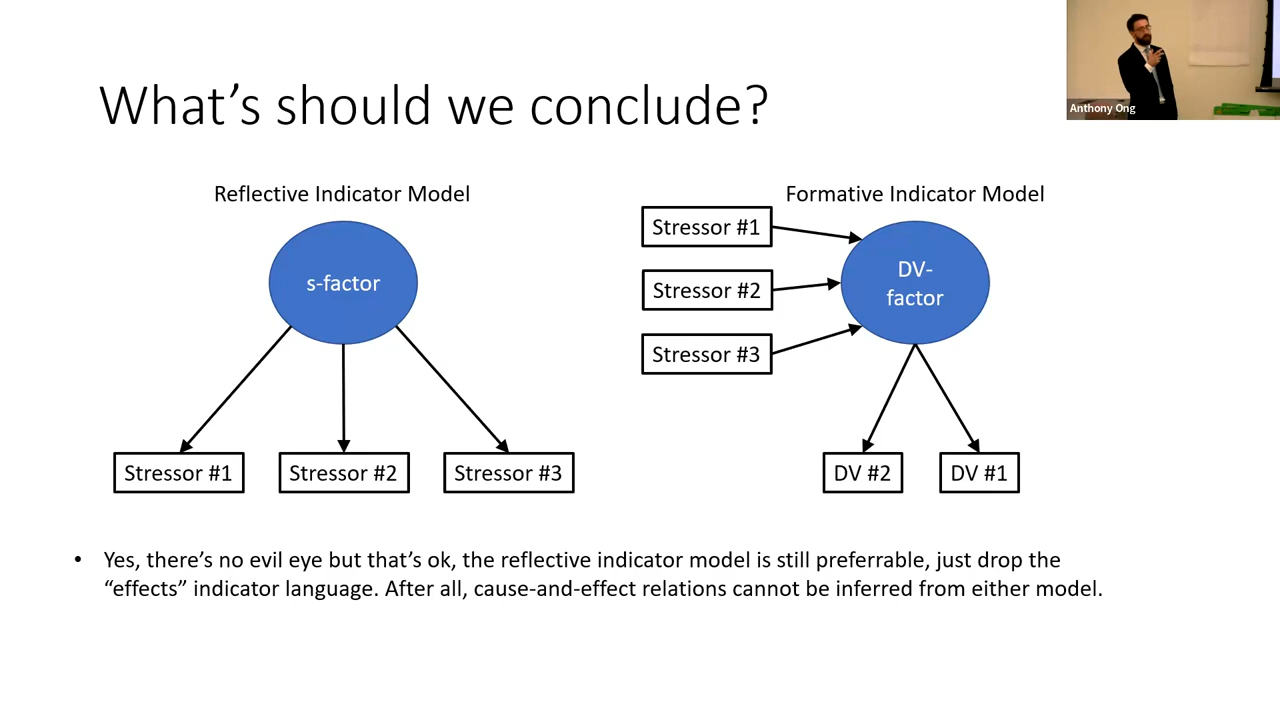 What's should we conclude?
Anthony Ong
Reflective Indicator Model
s-factor
Stressor #1
Stressor #2
Stressor #3
Formative Indicator Model
Stressor #1
Stressor #2
Stressor #3
DV-
factor
DV #2
DV #1
• Yes, there's no evil eye but that's ok, the reflective indicator model is still preferrable, just drop the
“effects” indicator language. After all, cause-and-effect relations cannot be inferred from either model.